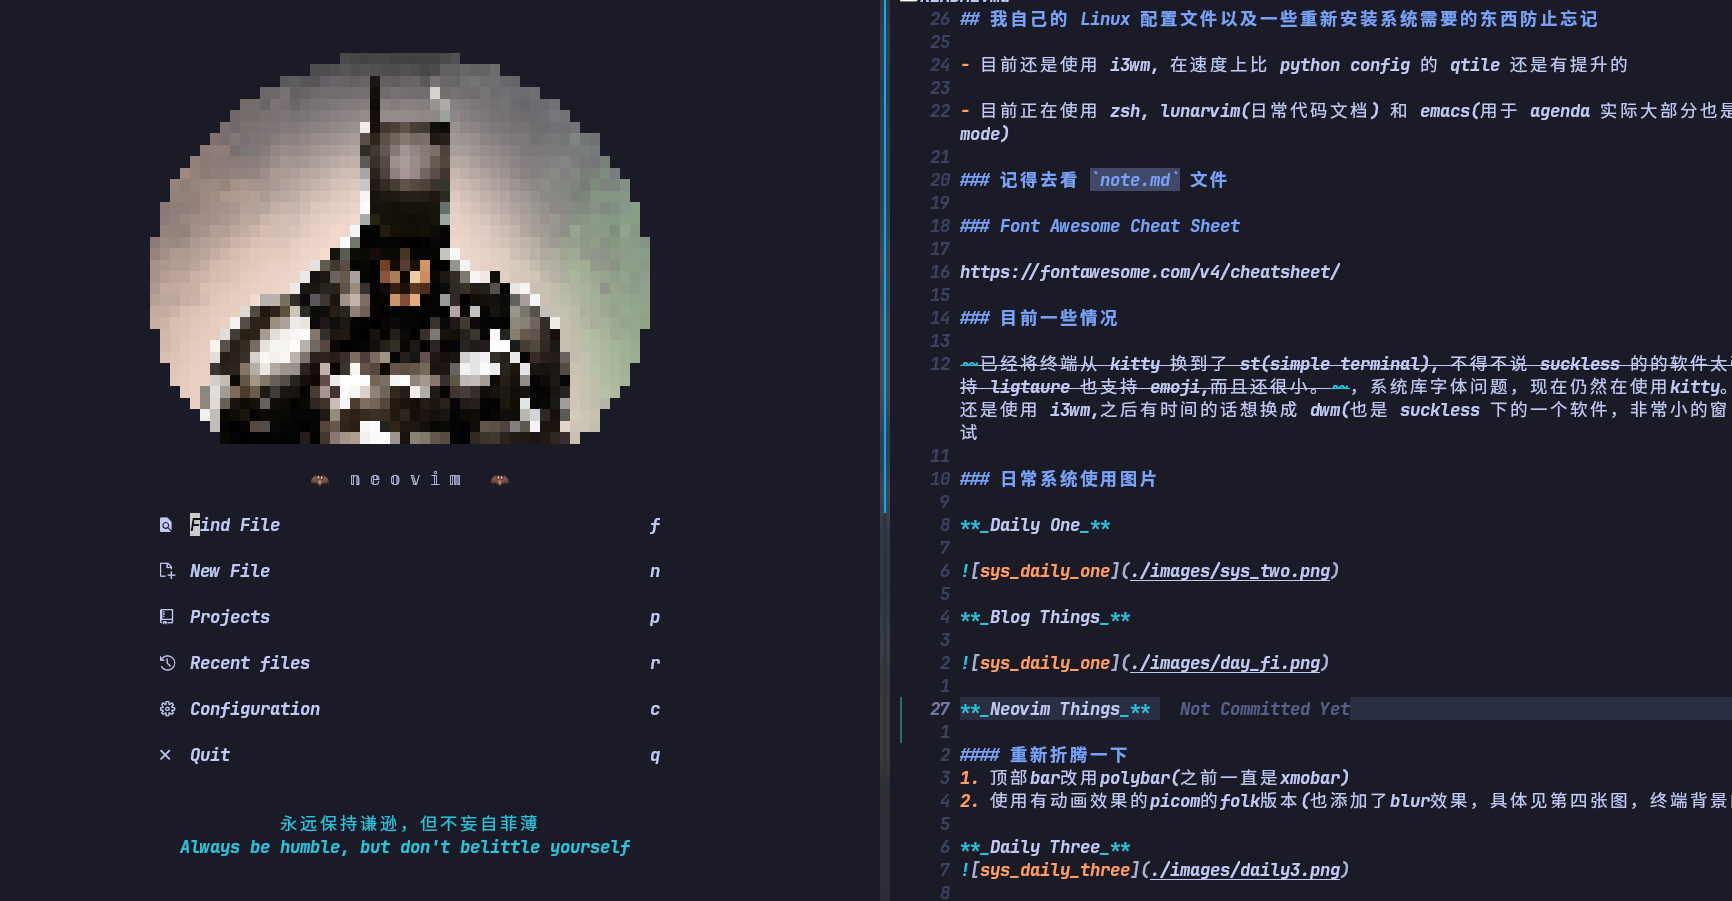 🦇 neovim 🦇
Find File f
New File n
Projects p
Recent files r
Configuration c
Quit q
永远保持谦逊，但不妄自菲薄
Always be humble, but don't belittle yourself
26 ## 我自己的 Linux 配置文件以及一些重新安装系统需要的东西防止忘记
25
24 - 目前还是使用 i3wm, 在速度上比 python config 的 qtile 还是有提升的
23
22 - 目前正在使用 zsh, lunarvim(日常代码文档) 和 emacs(用于 agenda 实际大部分也是
mode)
21
20 ### 记得去看 `note.md` 文件
19
18 ### Font Awesome Cheat Sheet
17
16 https://fontawesome.com/v4/cheatsheet/
15
14 ### 目前一些情况
13
12 ~~已经将终端从 kitty 换到了 st(simple terminal), 不得不说 suckless 的的软件太
持 ligtaure 也支持 emoji,而且还很小。~~，系统库字体问题，现在仍然在使用kitty。
还是使用 i3wm,之后有时间的话想换成 dwm(也是 suckless 下的一个软件，非常小的窗
试
11
10 ### 日常系统使用图片
9
8 **_Daily One_**
7
6 ![sys_daily_one](./images/sys_two.png)
5
4 **_Blog Things_**
3
2 ![sys_daily_one](./images/day_fi.png)
1
27 **_Neovim Things_** Not Committed Yet
1
2 #### 重新折腾一下
3 1. 顶部bar改用polybar(之前一直是xmobar)
4 2. 使用有动画效果的picom的folk版本(也添加了blur效果，具体见第四张图，终端背景
5
6 **_Daily Three_**
7 ![sys_daily_three](./images/daily3.png)
8